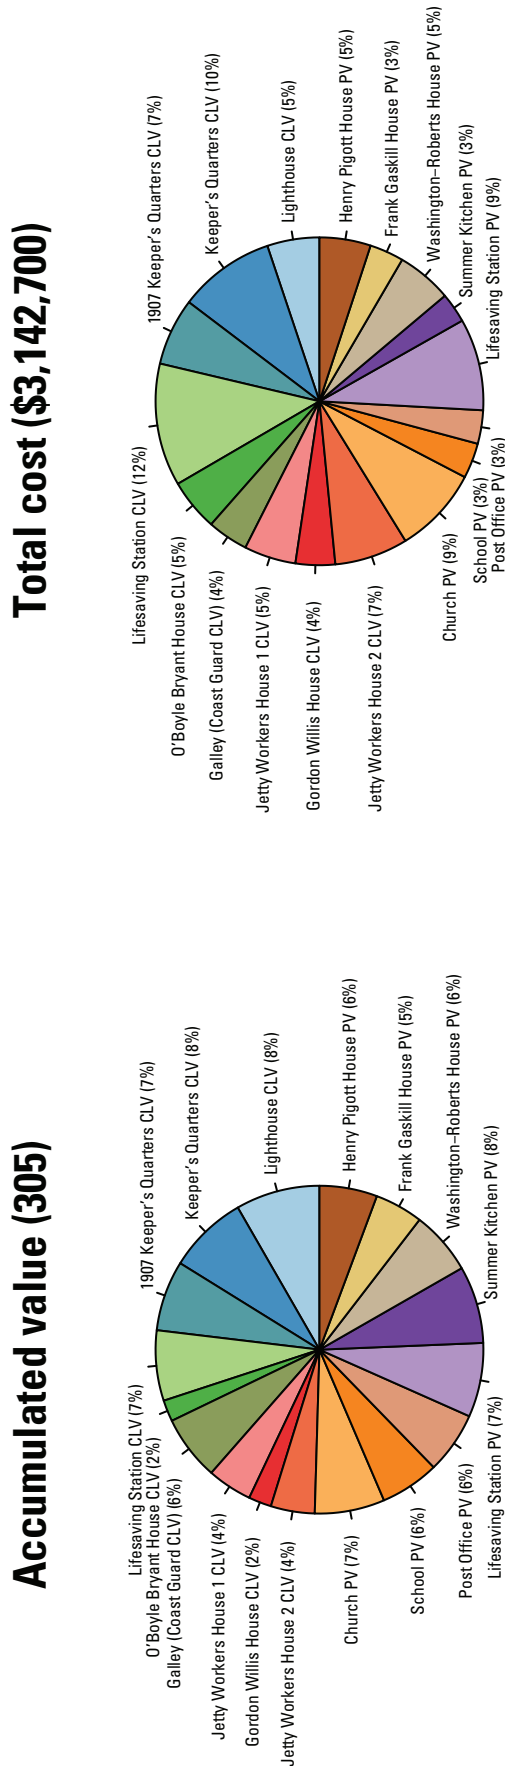 Accumulated value (305)
Lighthouse CLV (8%)
Keeper's Quarters CLV (8%)
1907 Keeper's Quarters CLV (7%)
Lifesaving Station CLV (7%)
O'Boyle Bryant House CLV (2%)
Galley (Coast Guard CLV) (6%)
Jetty Workers House 1 CLV (4%)
Gordon Willis House CLV (2%)
Jetty Workers House 2 CLV (4%)
Church PV (7%)
School PV (6%)
Post Office PV (6%)
Lifesaving Station PV (7%)
Summer Kitchen PV (8%)
Washington–Roberts House PV (6%)
Frank Gaskill House PV (5%)
Henry Pigott House PV (6%)
Total cost ($3,142,700)
Lighthouse CLV (5%)
Keeper's Quarters CLV (10%)
1907 Keeper's Quarters CLV (7%)
Lifesaving Station CLV (12%)
O'Boyle Bryant House CLV (5%)
Galley (Coast Guard CLV) (4%)
Jetty Workers House 1 CLV (5%)
Gordon Willis House CLV (4%)
Jetty Workers House 2 CLV (7%)
Church PV (9%)
School PV (3%)
Post Office PV (3%)
Lifesaving Station PV (9%)
Summer Kitchen PV (3%)
Washington–Roberts House PV (5%)
Frank Gaskill House PV (3%)
Henry Pigott House PV (5%)